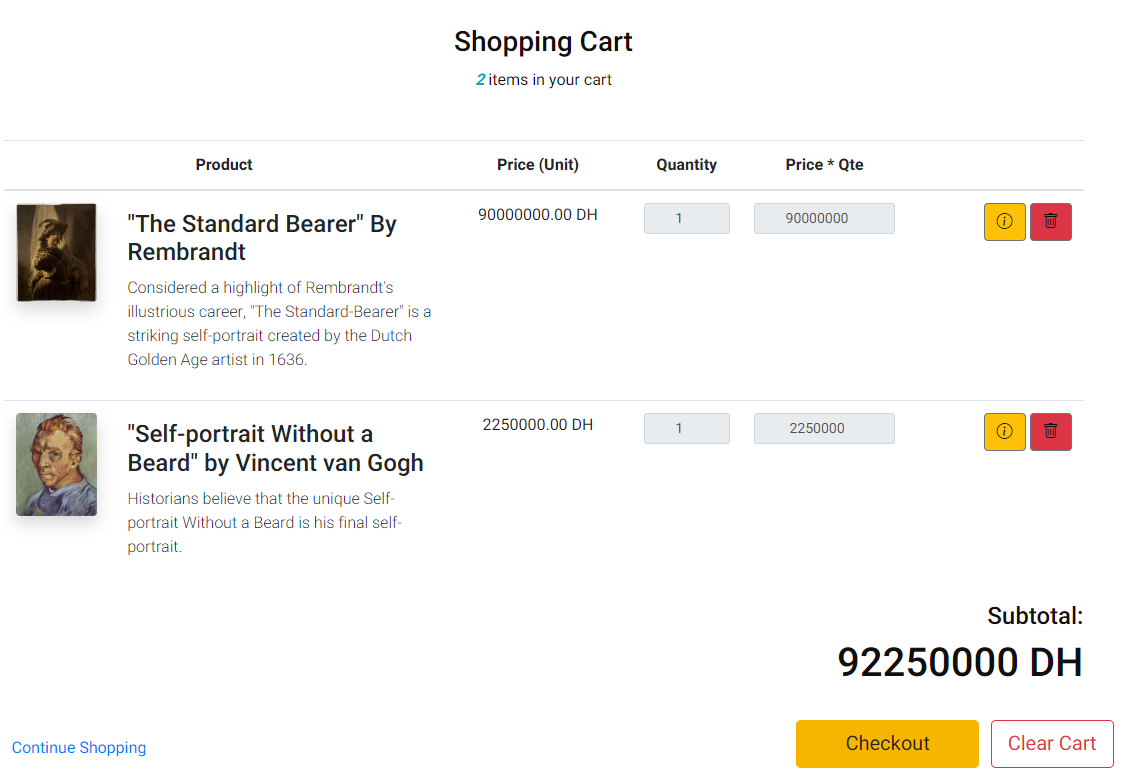 Shopping Cart
2 items in your cart
Product Price (Unit) Quantity Price * Qte
"The Standard Bearer" By
Rembrandt
Considered a highlight of Rembrandt's
illustrious career, "The Standard-Bearer" is a
striking self-portrait created by the Dutch
Golden Age artist in 1636.
90000000.00 DH
1
90000000
"Self-portrait Without a
Beard" by Vincent van Gogh
Historians believe that the unique Self-
portrait Without a Beard is his final self-
portrait.
2250000.00 DH
1
2250000
Subtotal:
92250000 DH
Continue Shopping
Checkout
Clear Cart